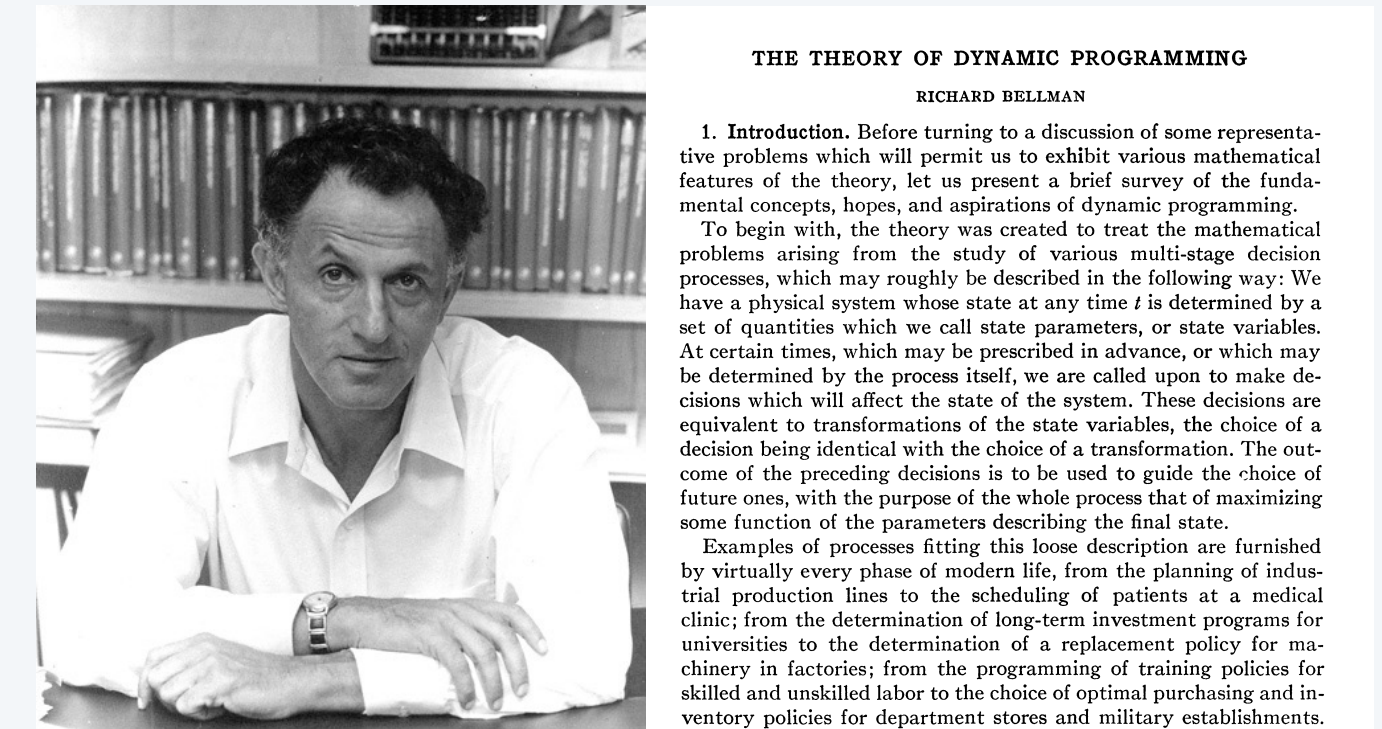 THE THEORY OF DYNAMIC PROGRAMMING
RICHARD BELLMAN
1. Introduction. Before turning to a discussion of some representa-
tive problems which will permit us to exhibit various mathematical
features of the theory, let us present a brief survey of the funda-
mental concepts, hopes, and aspirations of dynamic programming.
To begin with, the theory was created to treat the mathematical
problems arising from the study of various multi-stage decision
processes, which may roughly be described in the following way: We
have a physical system whose state at any time t is determined by a
set of quantities which we call state parameters, or state variables.
At certain times, which may be prescribed in advance, or which may
be determined by the process itself, we are called upon to make de-
cisions which will affect the state of the system. These decisions are
equivalent to transformations of the state variables, the choice of a
decision being identical with the choice of a transformation. The out-
come of the preceding decisions is to be used to guide the choice of
future ones, with the purpose of the whole process that of maximizing
some function of the parameters describing the final state.
Examples of processes fitting this loose description are furnished
by virtually every phase of modern life, from the planning of indus-
trial production lines to the scheduling of patients at a medical
clinic; from the determination of long-term investment programs for
universities to the determination of a replacement policy for ma-
chinery in factories; from the programming of training policies for
skilled and unskilled labor to the choice of optimal purchasing and in-
ventory policies for department stores and military establishments.